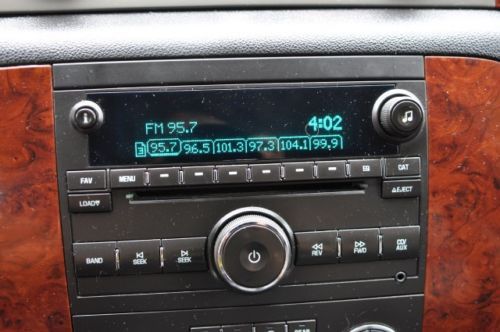 FM 95.7 4:02
3 95.7 96.5 101.3 97.3 104.1 99.9
FAV MENU EQ CAT
LOAD EJECT
BAND SEEK SEEK REV FWD CD/AUX